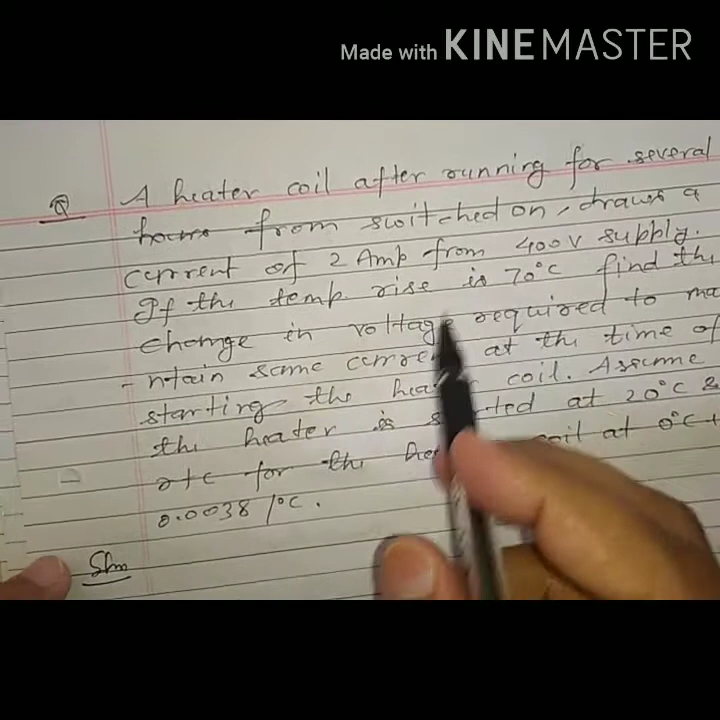 Made with KINEMASTER
Q A heater coil after running for several
hours from switched on, draws a
current of 2 Amp from 400V supply.
If the temp. rise is 70°C find the
change in voltage required to ma
-ntain same curre at the time of
starting the heater coil. Assume
the heater is started at 20°C &
for the coil at 0°C +
0.0038 /°C.
Sln